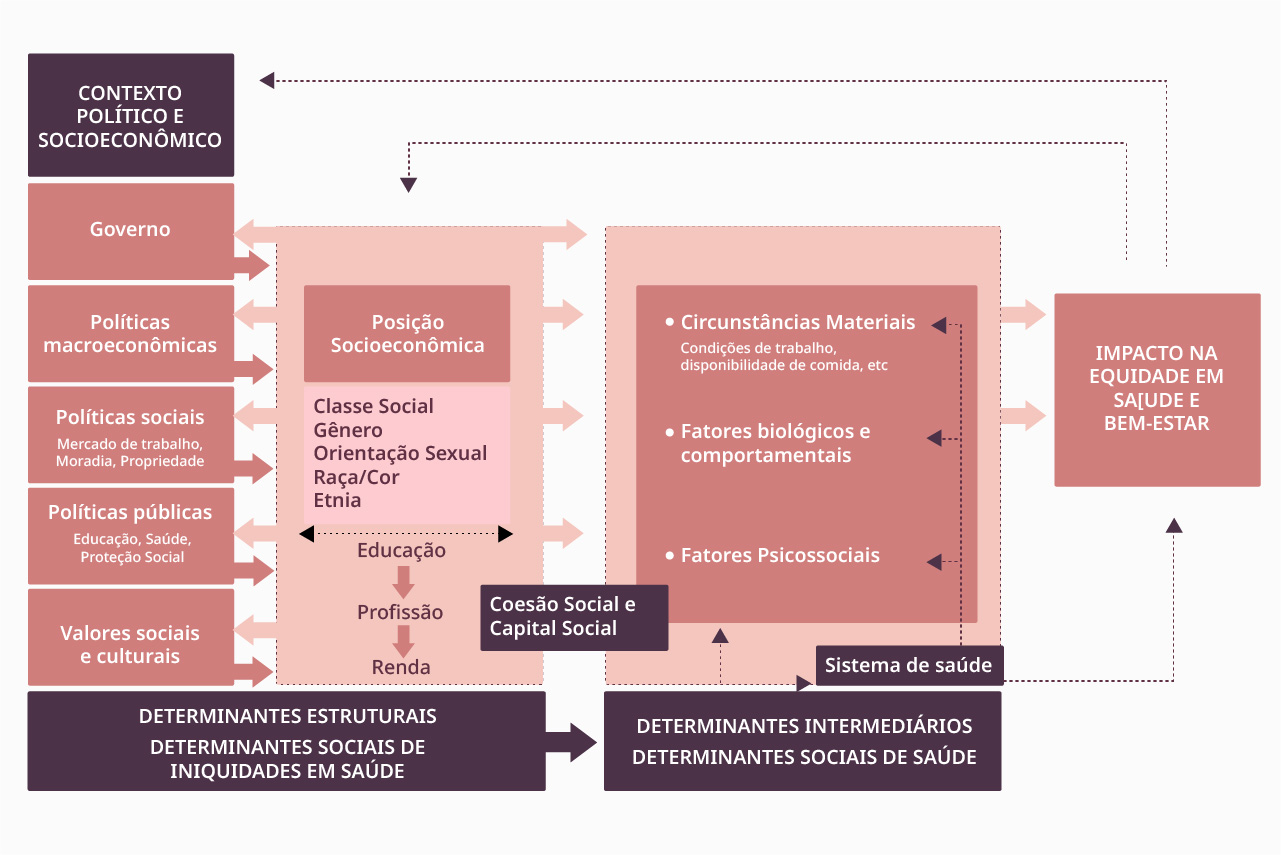 CONTEXTO
POLÍTICO E
SOCIOECONÔMICO
Governo
Políticas
macroeconômicas
Políticas sociais
Mercado de trabalho,
Moradia, Propriedade
Políticas públicas
Educação, Saúde,
Proteção Social
Valores sociais
e culturais
Posição
Socioeconômica
Classe Social
Gênero
Orientação Sexual
Raça/Cor
Etnia
Educação
Profissão
Renda
Coesão Social e
Capital Social
• Circunstâncias Materiais
Condições de trabalho,
disponibilidade de comida, etc
• Fatores biológicos e
comportamentais
• Fatores Psicossociais
Sistema de saúde
IMPACTO NA
EQUIDADE EM
SA[UDE E
BEM-ESTAR
DETERMINANTES ESTRUTURAIS
DETERMINANTES SOCIAIS DE
INIQUIDADES EM SAÚDE
DETERMINANTES INTERMEDIÁRIOS
DETERMINANTES SOCIAIS DE SAÚDE